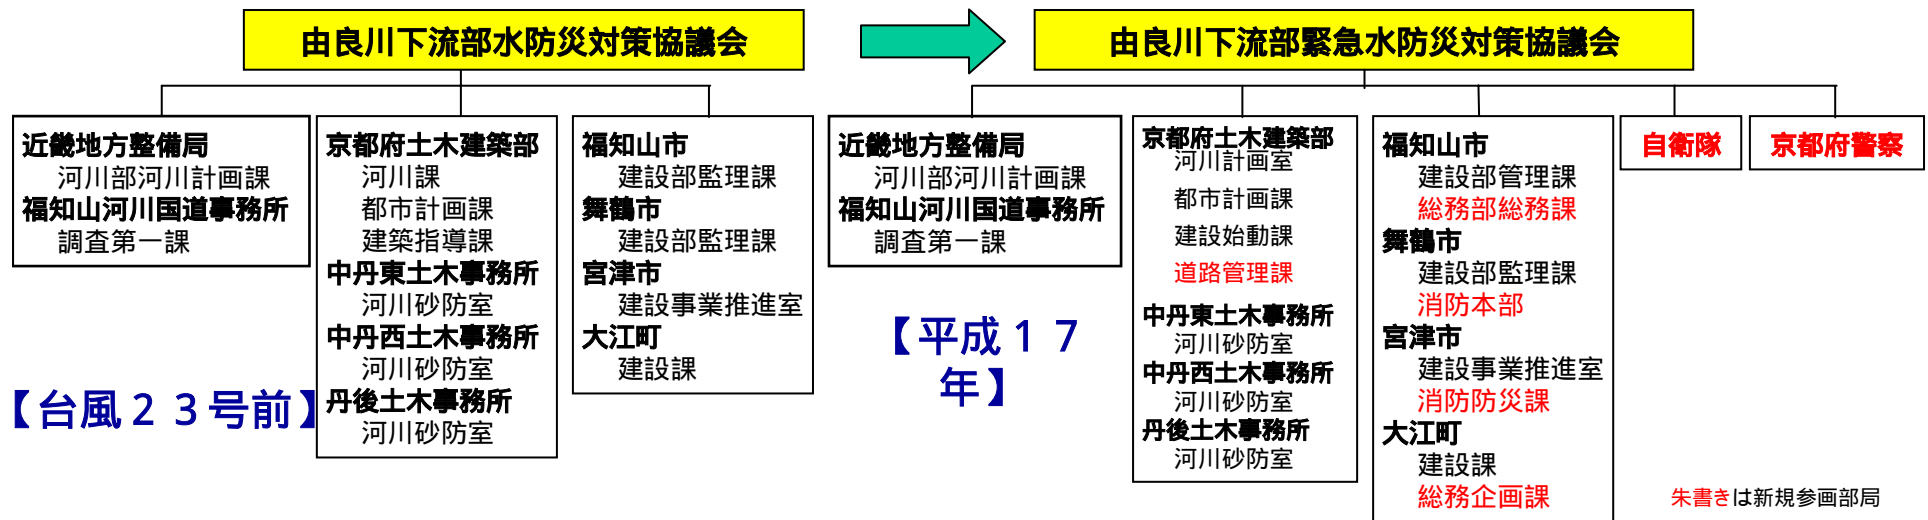 由良川下流部水防災対策協議会
近畿地方整備局
河川部河川計画課
福知山河川国道事務所
調査第一課
京都府土木建築部
河川課
都市計画課
建築指導課
中丹東土木事務所
河川砂防室
中丹西土木事務所
河川砂防室
丹後土木事務所
河川砂防室
福知山市
建設部監理課
舞鶴市
建設部監理課
宮津市
建設事業推進室
大江町
建設課
【台風２３号前】
由良川下流部緊急水防災対策協議会
近畿地方整備局
河川部河川計画課
福知山河川国道事務所
調査第一課
京都府土木建築部
河川計画室
都市計画課
建設始動課
道路管理課
中丹東土木事務所
河川砂防室
中丹西土木事務所
河川砂防室
丹後土木事務所
河川砂防室
福知山市
建設部管理課
総務部総務課
舞鶴市
建設部監理課
消防本部
宮津市
建設事業推進室
消防防災課
大江町
建設課
総務企画課
自衛隊
京都府警察
【平成１７
年】
朱書きは新規参画部局